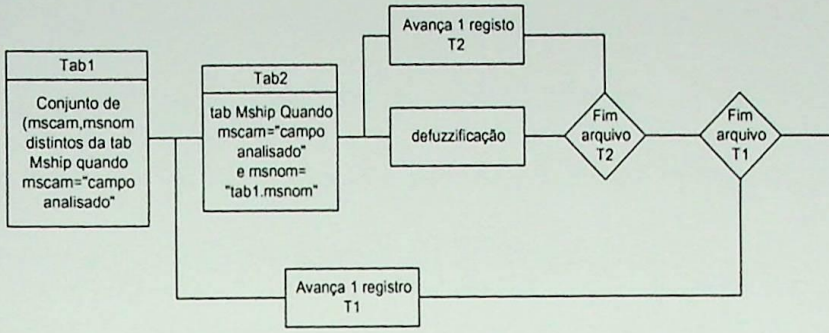 Tab1
Conjunto de
(mscam,msnom
distintos da tab
Mship quando
mscam="campo
analisado"
Tab2
tab Mship Quando
mscam="campo
analisado"
e msnom=
"tab1.msnom"
Avança 1 registo
T2
defuzzificação
Fim
arquivo
T2
Fim
arquivo
T1
Avança 1 registro
T1